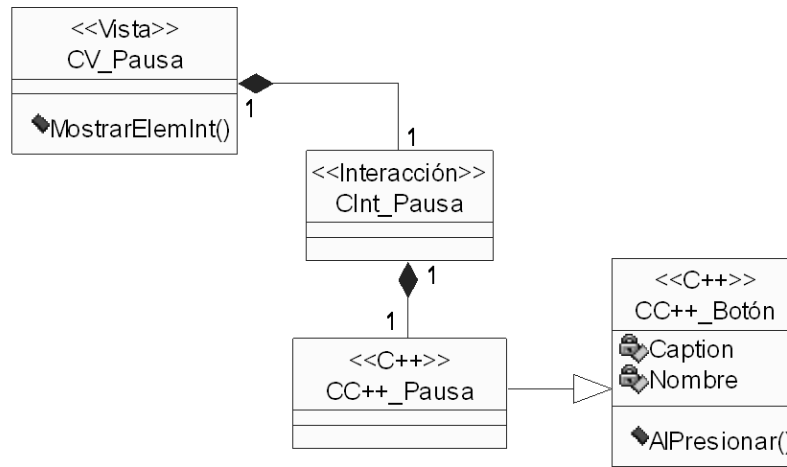 <<Vista>>
CV_Pausa
MostrarElemInt()
1
1
<<Interacción>>
CInt_Pausa
1
1
<<C++>>
CC++_Pausa
<<C++>>
CC++_Botón
Caption
Nombre
AlPresionar()